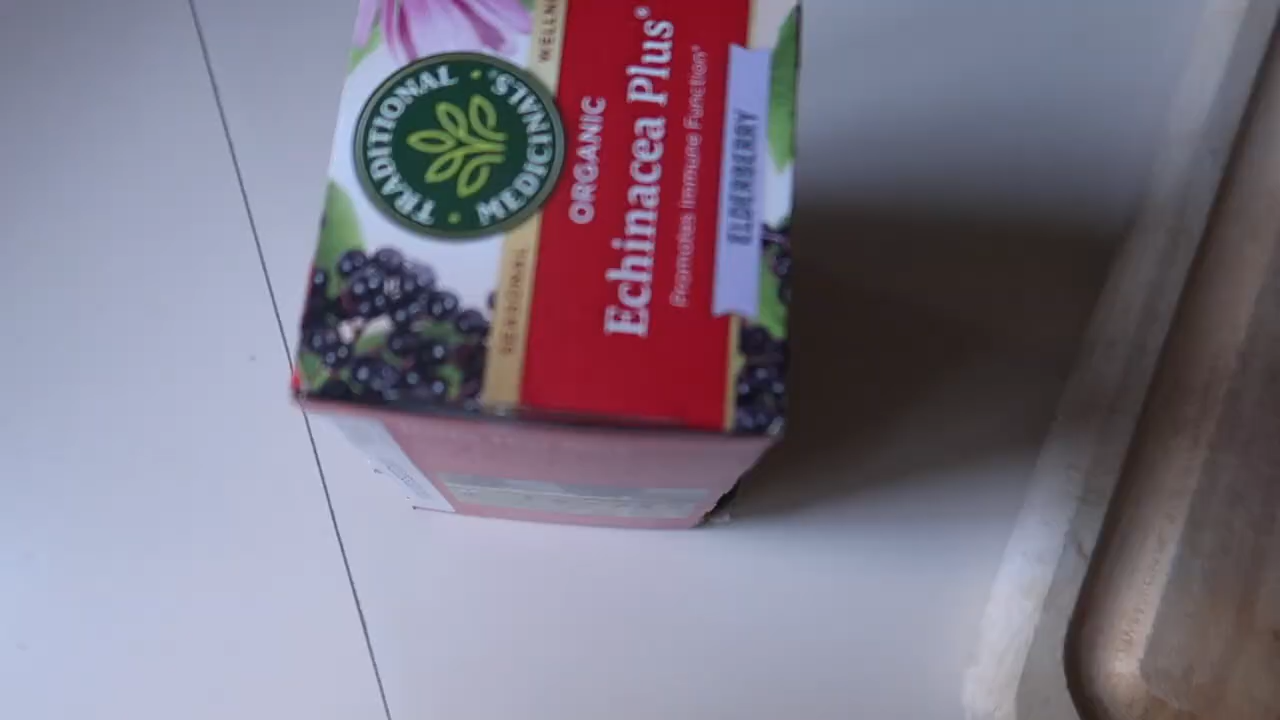 TRADITIONAL MEDICINALS®
ORGANIC
Echinacea Plus®
Promotes Immune Function*
ELDERBERRY